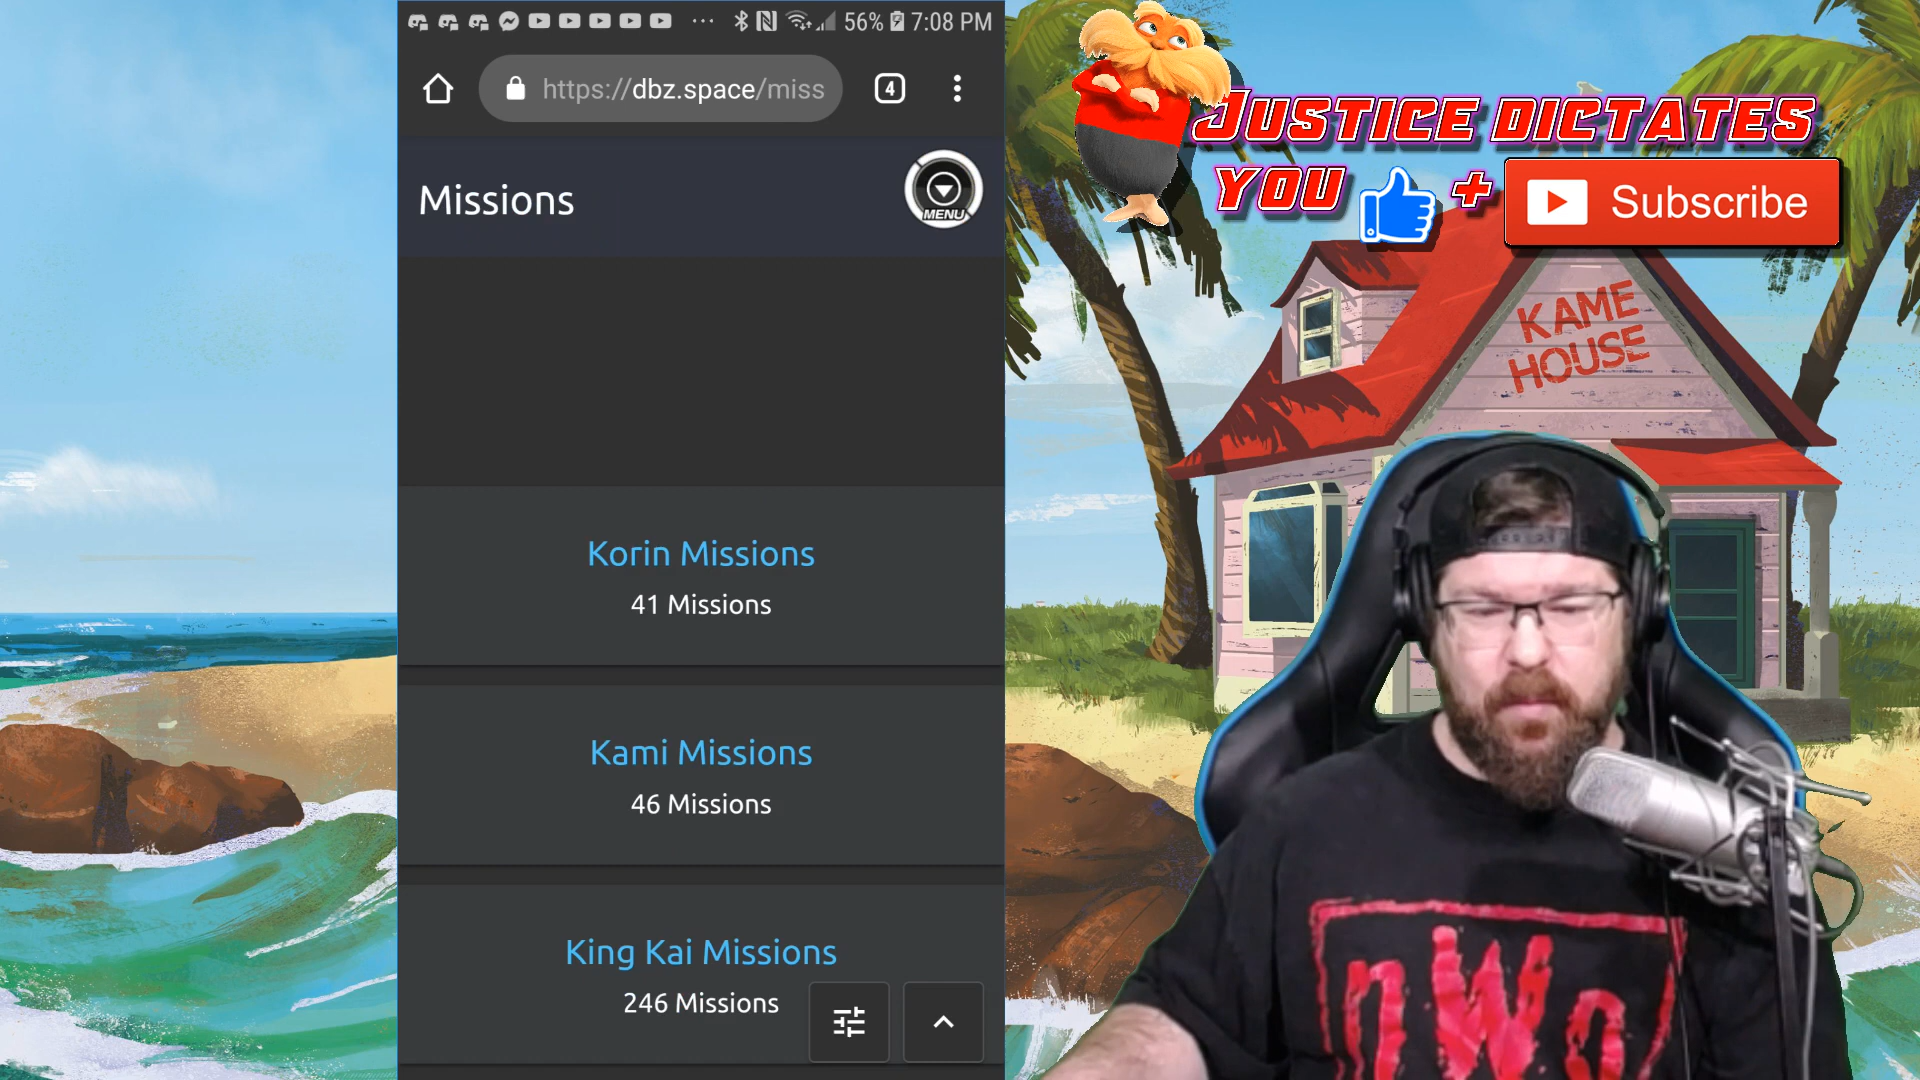 56% 7:08 PM
https://dbz.space/miss
4
Missions
MENU
Korin Missions
41 Missions
Kami Missions
46 Missions
King Kai Missions
246 Missions
JUSTICE DICTATES
YOU + Subscribe
KAME
HOUSE
nWo